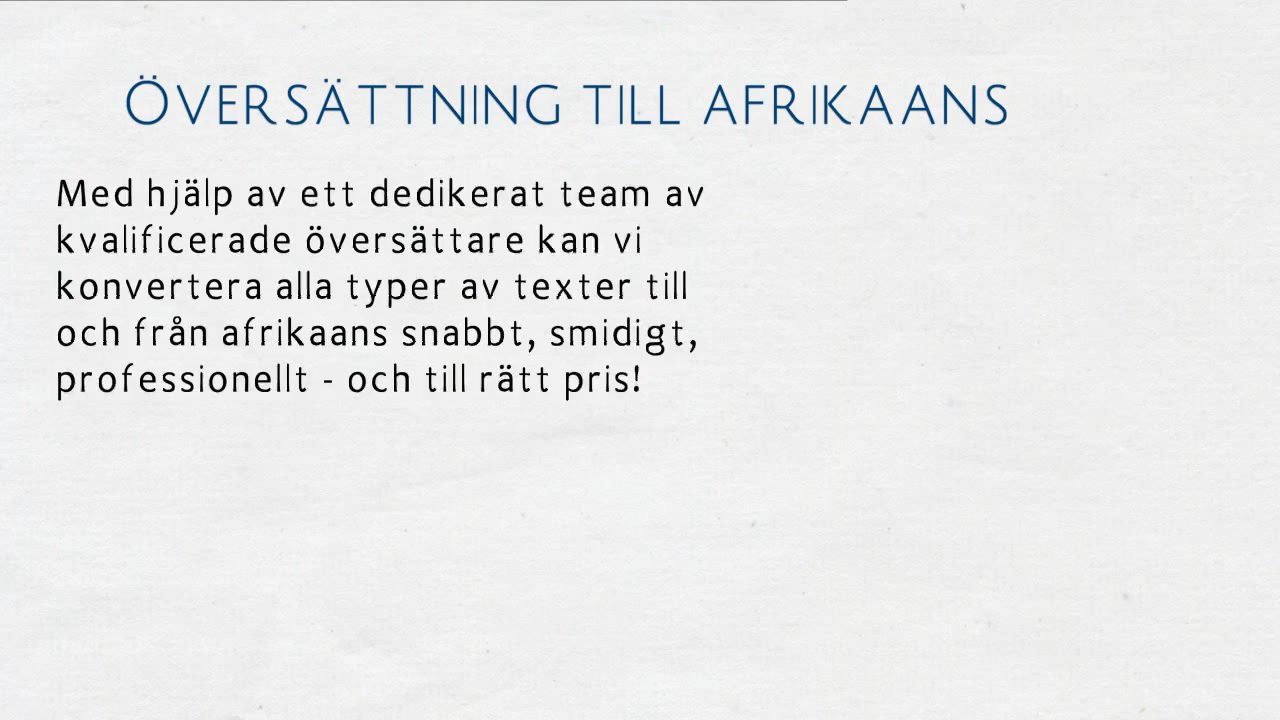 ÖVERSÄTTNING TILL AFRIKAANS
Med hjälp av ett dedikerat team av
kvalificerade översättare kan vi
konvertera alla typer av texter till
och från afrikaans snabbt, smidigt,
professionellt - och till rätt pris!